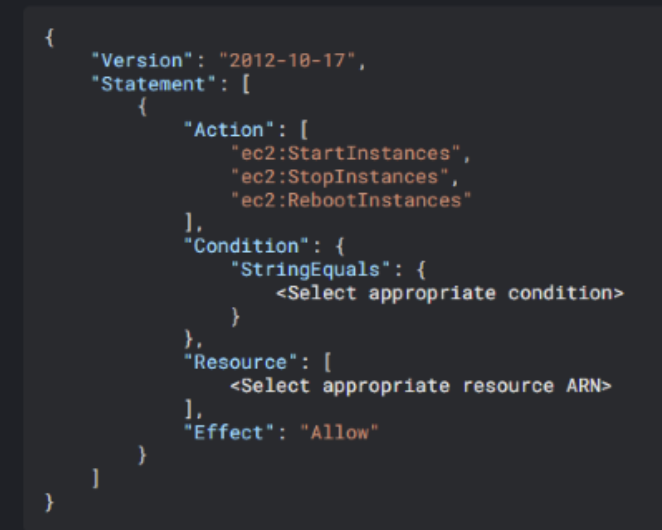 {
"Version": "2012-10-17",
"Statement": [
{
"Action": [
"ec2:StartInstances",
"ec2:StopInstances",
"ec2:RebootInstances"
],
"Condition": {
"StringEquals": {
<Select appropriate condition>
}
},
"Resource": [
<Select appropriate resource ARN>
],
"Effect": "Allow"
}
]
}